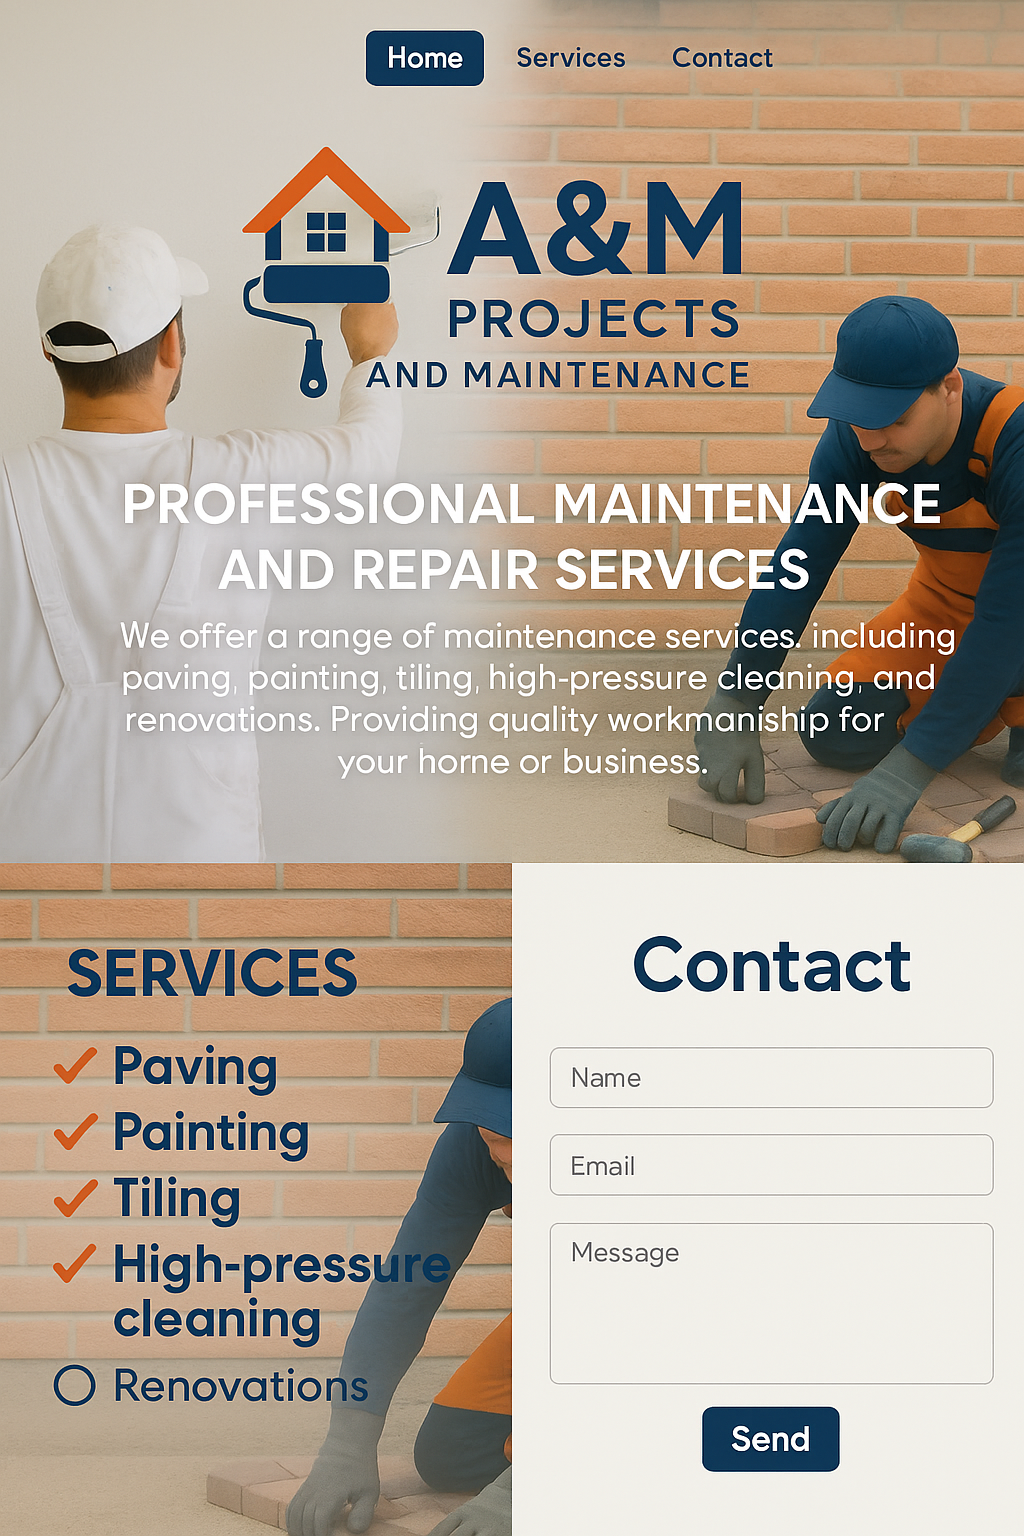 Home Services Contact
A&M
PROJECTS
AND MAINTENANCE
PROFESSIONAL MAINTENANCE
AND REPAIR SERVICES
We offer a range of maintenance services. including
paving, painting, tiling, high-pressure cleaning, and
renovations. Providing quality workmaniship for
your horne or business.
SERVICES
Paving
Painting
Tiling
High-pressure
cleaning
Renovations
Contact
Name
Email
Message
Send